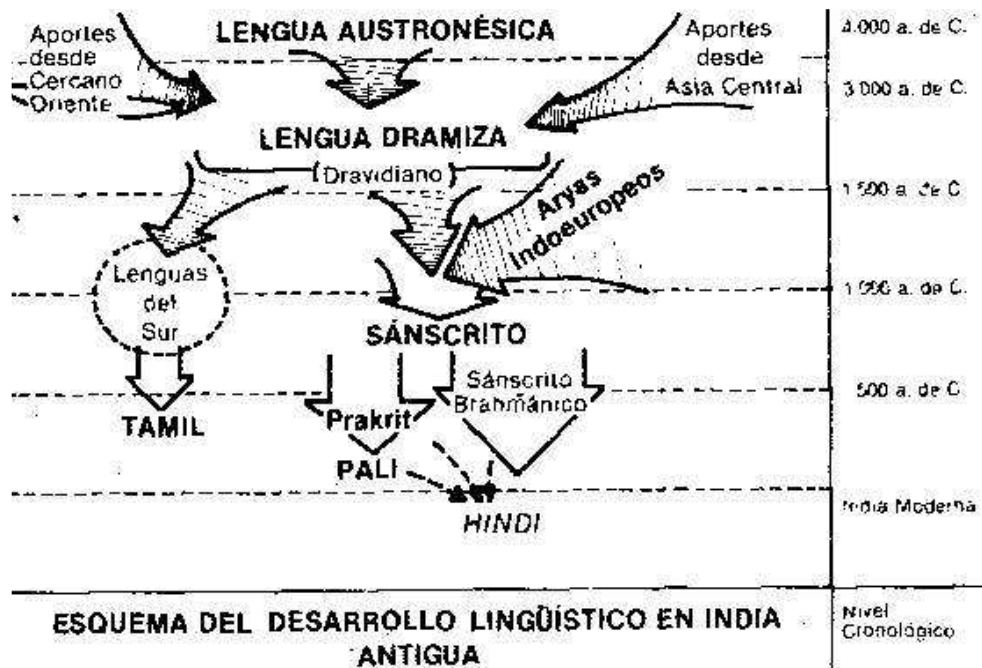 Aportes
desde
Cercano
Oriente
LENGUA AUSTRONÉSICA
Aportes
desde
Asia Central
4.000 a. de C.
3.000 a. de C.
LENGUA DRAMIZA
(Dravidiano)
Aryas
Indoeuropeos
1.500 a. de C.
Lenguas
del
Sur
1.000 a. de C.
SÁNSCRITO
Sánscrito
Brahmánico
500 a. de C.
TAMIL
Prakrit
PALI
HINDI
India Moderna
ESQUEMA DEL DESARROLLO LINGÜÍSTICO EN INDIA
ANTIGUA
Nivel
Cronológico